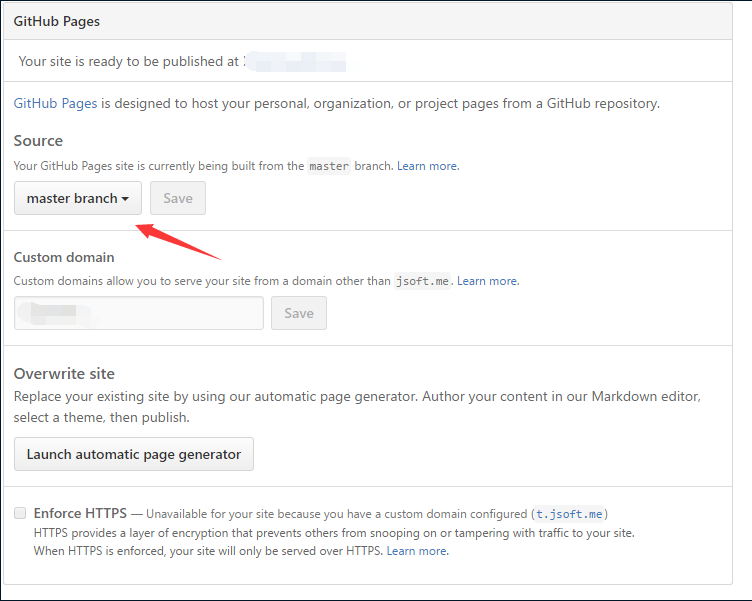 GitHub Pages
Your site is ready to be published at
GitHub Pages is designed to host your personal, organization, or project pages from a GitHub repository.
Source
Your GitHub Pages site is currently being built from the master branch. Learn more.
master branch Save
Custom domain
Custom domains allow you to serve your site from a domain other than jsoft.me. Learn more.
Save
Overwrite site
Replace your existing site by using our automatic page generator. Author your content in our Markdown editor,
select a theme, then publish.
Launch automatic page generator
Enforce HTTPS — Unavailable for your site because you have a custom domain configured (t.jsoft.me)
HTTPS provides a layer of encryption that prevents others from snooping on or tampering with traffic to your site.
When HTTPS is enforced, your site will only be served over HTTPS. Learn more.